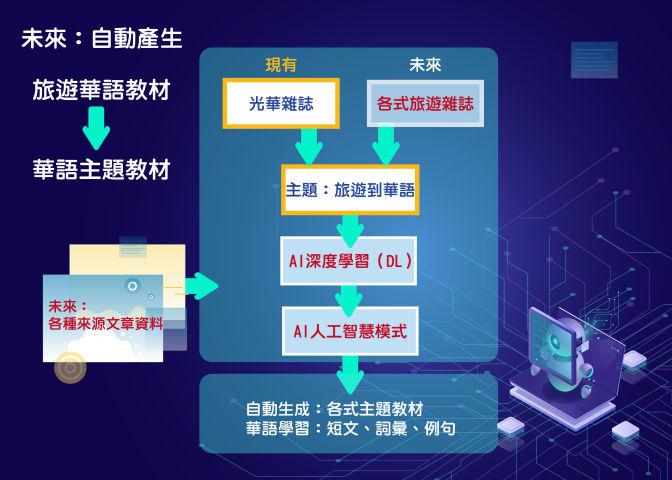 未來：自動產生
旅遊華語教材
華語主題教材
現有
未來
光華雜誌
各式旅遊雜誌
主題：旅遊到華語
AI深度學習（DL）
AI人工智慧模式
未來：
各種來源文章資料
自動生成：各式主題教材
華語學習：短文、詞彙、例句